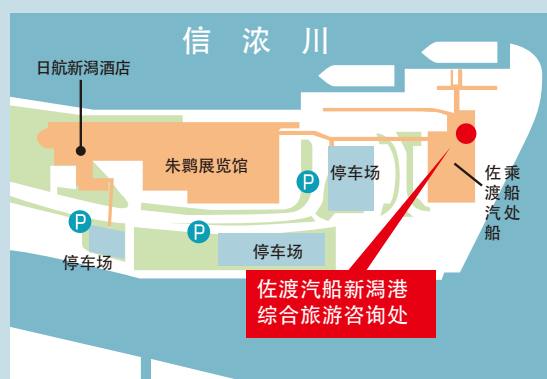 信浓川
日航新潟酒店
朱鹮展览馆
停车场
佐渡汽船
乘船处
P
P
P
停车场
停车场
佐渡汽船新潟港
综合旅游咨询处